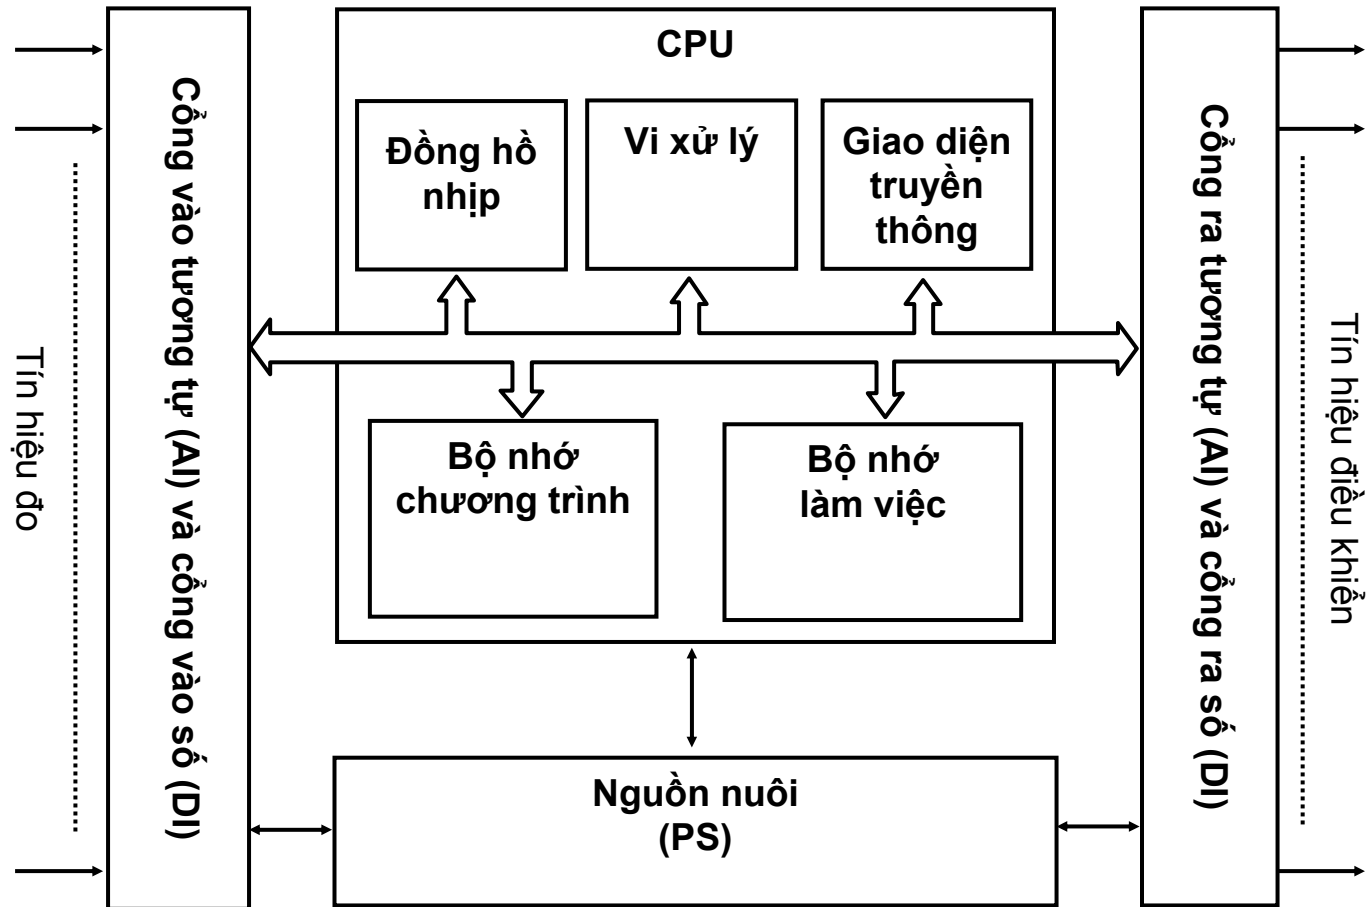 Tín hiệu đo
Cổng vào tương tự (AI) và cổng vào số (DI)
CPU
Đồng hồ
nhịp
Vi xử lý
Giao diện
truyền
thông
Bộ nhớ
chương trình
Bộ nhớ
làm việc
Nguồn nuôi
(PS)
Cổng ra tương tự (AI) và cổng ra số (DI)
Tín hiệu điều khiển